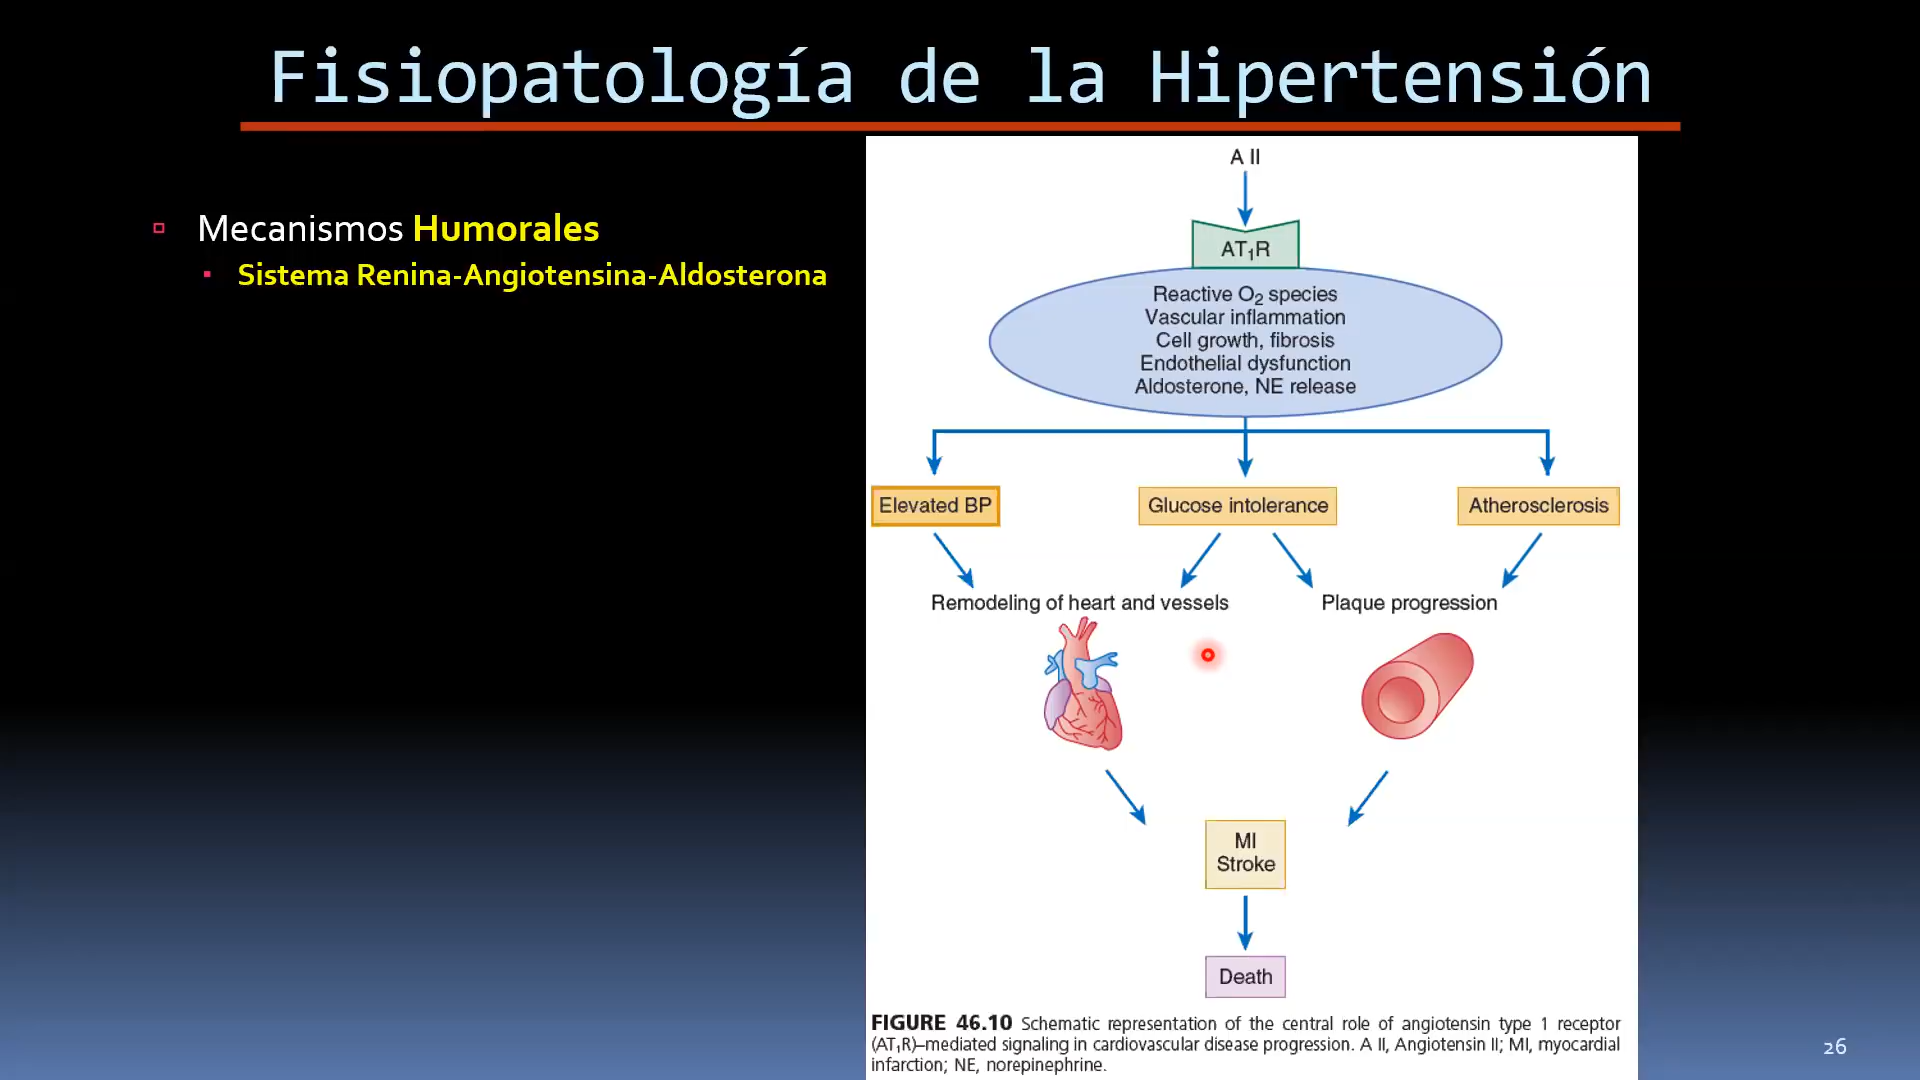 Fisiopatología de la Hipertensión
Mecanismos Humorales
Sistema Renina-Angiotensina-Aldosterona
A II
AT₁R
Reactive O₂ species
Vascular inflammation
Cell growth, fibrosis
Endothelial dysfunction
Aldosterone, NE release
Elevated BP
Glucose intolerance
Atherosclerosis
Remodeling of heart and vessels
Plaque progression
MI
Stroke
Death
FIGURE 46.10 Schematic representation of the central role of angiotensin type 1 receptor
(AT₁R)–mediated signaling in cardiovascular disease progression. A II, Angiotensin II; MI, myocardial
infarction; NE, norepinephrine.
26